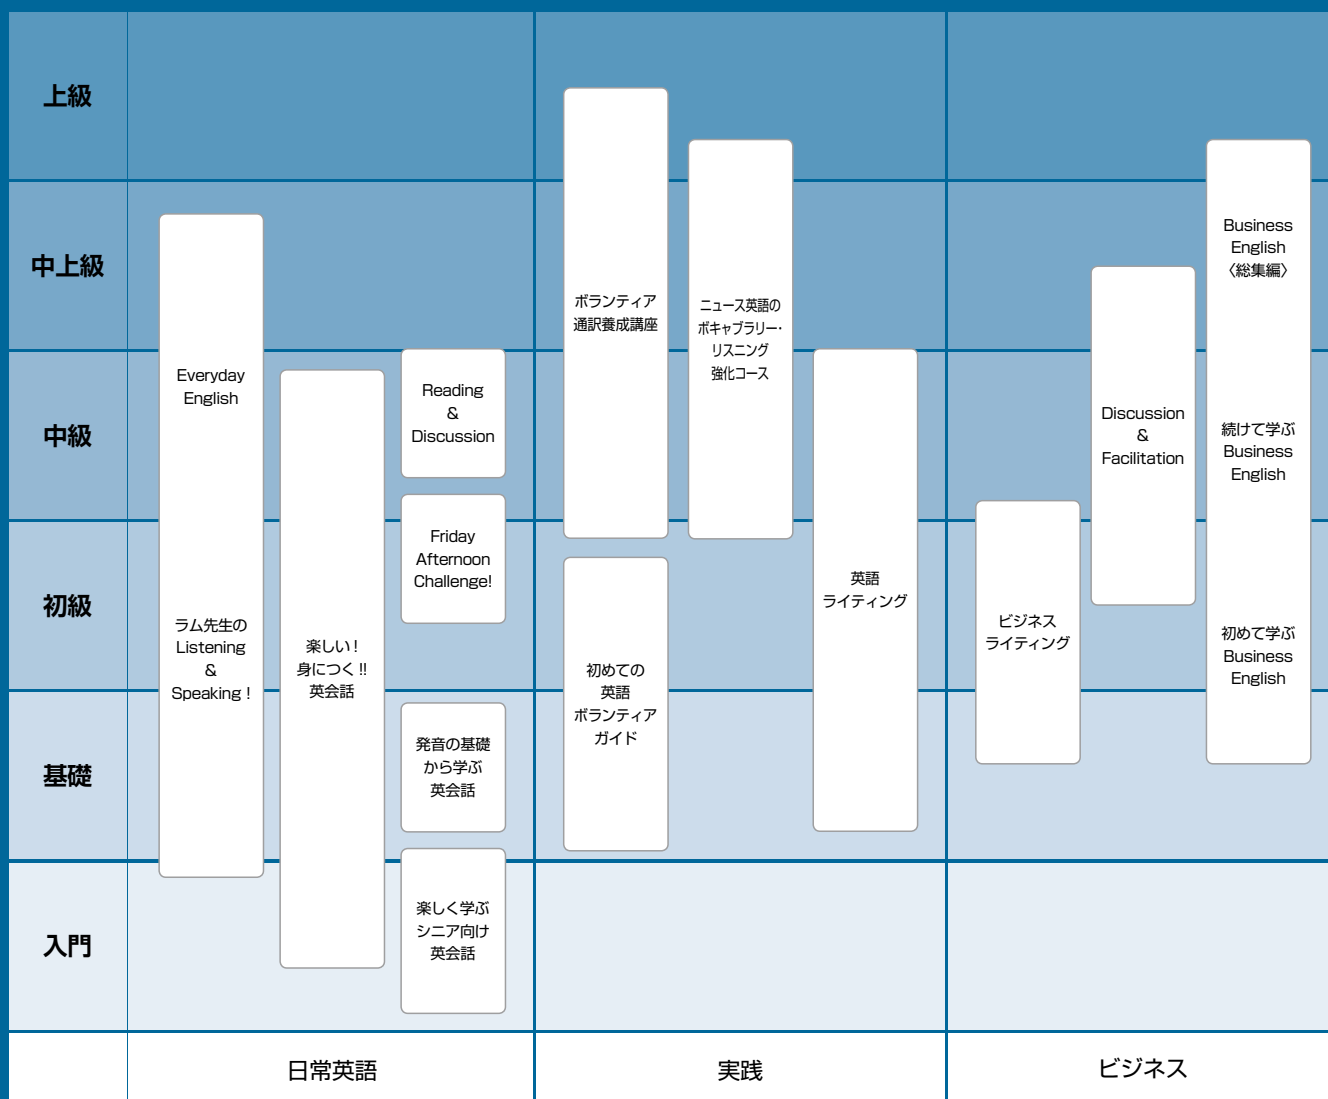 上級
中上級
中級
初級
基礎
入門
Everyday
English
ラム先生の
Listening
&
Speaking !
楽しい！
身につく!!
英会話
Reading
&
Discussion
Friday
Afternoon
Challenge!
発音の基礎
から学ぶ
英会話
楽しく学ぶ
シニア向け
英会話
ボランティア
通訳養成講座
初めての
英語
ボランティア
ガイド
ニュース英語の
ボキャブラリー・
リスニング
強化コース
英語
ライティング
ビジネス
ライティング
Discussion
&
Facilitation
Business
English
〈総集編〉
続けて学ぶ
Business
English
初めて学ぶ
Business
English
日常英語
実践
ビジネス